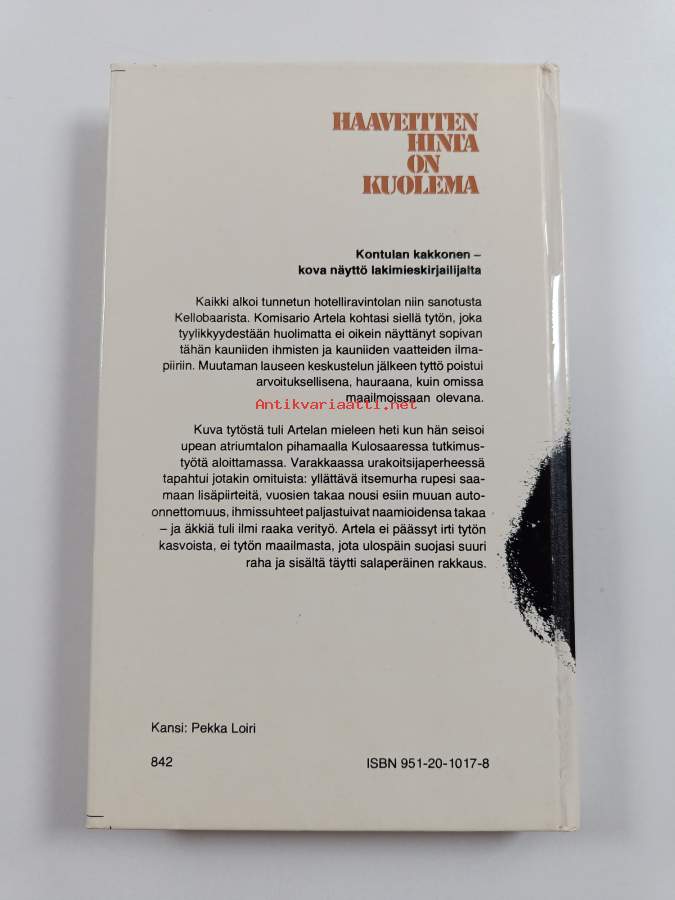 HAAVEITTEN
HINTA
ON
KUOLEMA
Kontulan kakkonen –
kova näyttö lakimieskirjailijalta
Kaikki alkoi tunnetun hotelliravintolan niin sanotusta
Kellobaarista. Komisario Artela kohtasi siellä tytön, joka
tyylikkyydestään huolimatta ei oikein näyttänyt sopivan
tähän kauniiden ihmisten ja kauniiden vaatteiden ilma-
piiriin. Muutaman lauseen keskustelun jälkeen tyttö poistui
arvoituksellisena, hauraana, kuin omissa
maailmoissaan olevana.
Antikvariaatti.net
Kuva tytöstä tuli Artelan mieleen heti kun hän seisoi
upean atriumtalon pihamaalla Kulosaaressa tutkimus-
työtä aloittamassa. Varakkaassa urakoitsijaperheessä
tapahtui jotakin omituista: yllättävä itsemurha rupesi saa-
maan lisäpiirteitä, vuosien takaa nousi esiin muuan auto-
onnettomuus, ihmissuhteet paljastuivat naamioidensa takaa
– ja äkkiä tuli ilmi raaka verityö. Artela ei päässyt irti tytön
kasvoista, ei tytön maailmasta, jota ulospäin suojasi suuri
raha ja sisältä täytti salaperäinen rakkaus.
Kansi: Pekka Loiri
842
ISBN 951-20-1017-8